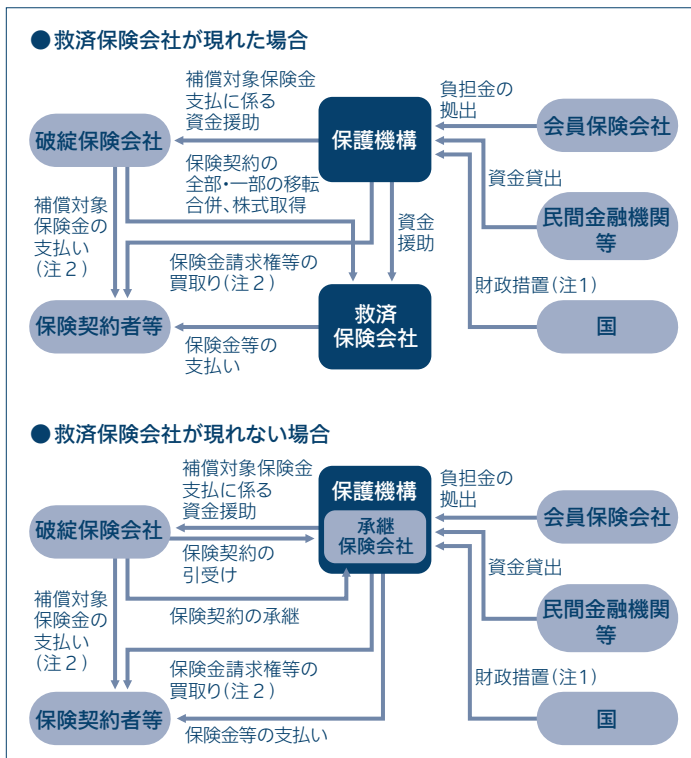 ●救済保険会社が現れた場合
補償対象保険金
支払に係る
資金援助
負担金の
拠出
破綻保険会社
保護機構
会員保険会社
保険契約の
全部・一部の移転
合併、株式取得
資金貸出
補償対象
保険金の
支払い
(注２)
資金
援助
民間金融機関
等
保険金請求権等の
買取り(注２)
財政措置(注1)
保険契約者等
救済
保険会社
国
保険金等の
支払い
●救済保険会社が現れない場合
補償対象保険金
支払に係る
資金援助
負担金の
拠出
破綻保険会社
保護機構
承継
保険会社
会員保険会社
保険契約の
引受け
資金貸出
補償対象
保険金の
支払い
(注２)
保険契約の承継
民間金融機関
等
保険金請求権等の
買取り(注２)
財政措置(注1)
保険契約者等
国
保険金等の支払い